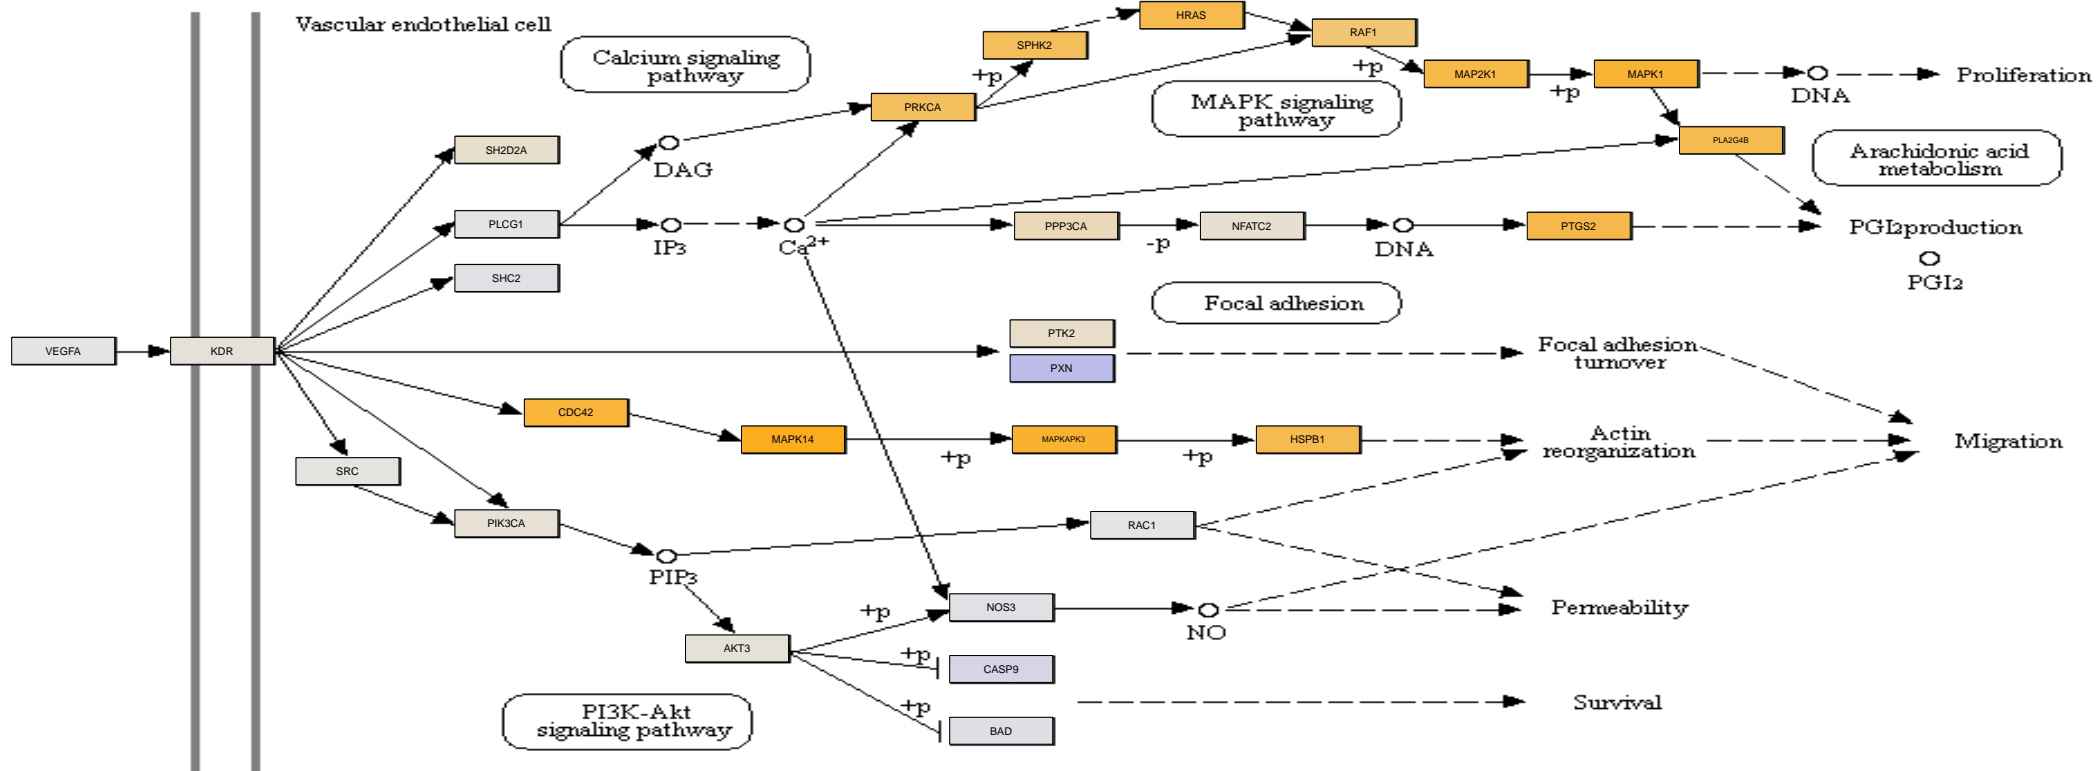 Vascular endothelial cell
HRAS
Calcium signaling
pathway
SPHK2
RAF1
+p
+p
MAP2K1
MAPK1
+p
DNA
Proliferation
PRKCA
MAPK signaling
pathway
SH2D2A
DAG
PLA2G4B
Arachidonic acid
metabolism
PLCG1
IP3
Ca2+
PPP3CA
-p
NFATC2
DNA
PTGS2
PGI2production
PGI2
SHC2
Focal adhesion
VEGFA
KDR
PTK2
PXN
Focal adhesion
turnover
CDC42
MAPK14
+p
MAPKAPK3
+p
HSPB1
Actin
reorganization
Migration
SRC
PIK3CA
PIP3
RAC1
NOS3
+p
NO
Permeability
AKT3
+p
CASP9
+p
BAD
Survival
PI3K-Akt
signaling pathway